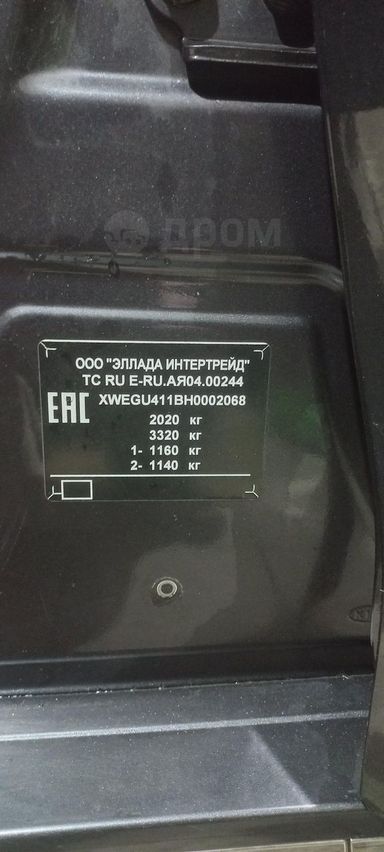 дром
ООО "ЭЛЛАДА ИНТЕРТРЕЙД"
ТС RU E-RU.АЯ04.00244
EAC
XWEGU411BH0002068
2020 кг
3320 кг
1- 1160 кг
2- 1140 кг